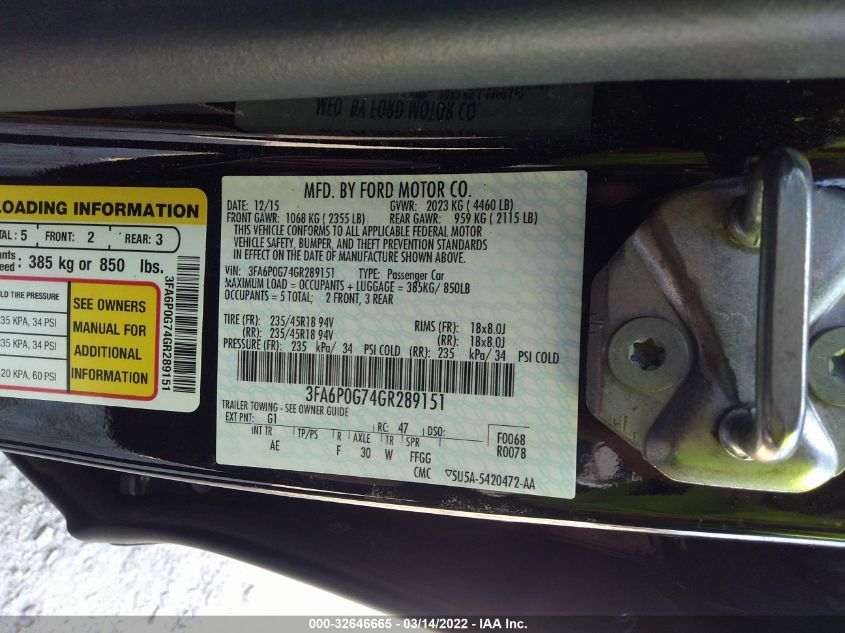 MED BY FORD MOTOR CO
LOADING INFORMATION
TAL: 5 FRONT: 2 REAR: 3
385 kg or 850 lbs.
TIRE PRESSURE
35 KPA, 34 PSI
35 KPA, 34 PSI
20 KPA, 60 PSI
SEE OWNERS
MANUAL FOR
ADDITIONAL
INFORMATION
3FA6P0G74GR289151
MFD. BY FORD MOTOR CO.
DATE: 12/15 GVWR: 2023 KG ( 4460 LB)
FRONT GAWR: 1068 KG ( 2355 LB) REAR GAWR: 959 KG ( 2115 LB)
THIS VEHICLE CONFORMS TO ALL APPLICABLE FEDERAL MOTOR
VEHICLE SAFETY, BUMPER, AND THEFT PREVENTION STANDARDS
IN EFFECT ON THE DATE OF MANUFACTURE SHOWN ABOVE.
VIN: 3FA6P0G74GR289151 TYPE: Passenger Car
MAXIMUM LOAD = OCCUPANTS + LUGGAGE = 385KG/ 850LB
OCCUPANTS = 5 TOTAL; 2 FRONT, 3 REAR
TIRE (FR): 235/45R18 94V RIMS (FR): 18x8.0J
(RR): 235/45R18 94V (RR): 18x8.0J
PRESSURE (FR): 235 kPa/ 34 PSI COLD (RR): 235 kPa/ 34 PSI COLD
3FA6P0G74GR289151
TRAILER TOWING - SEE OWNER GUIDE
EXT PNT: G1 RC: 47 DSO: F0068
INT TR TP/PS R AXLE TR SPR R0078
AE F 30 W FFGG
CMC ▽5U5A-5420472-AA
000-32646665 - 03/14/2022 - IAA Inc.